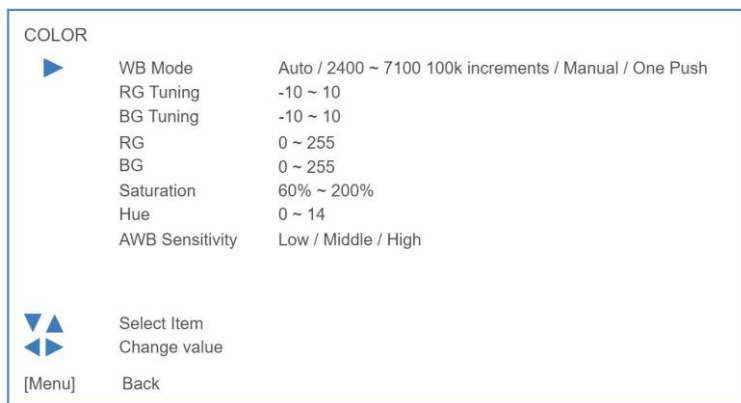 COLOR
WB Mode Auto / 2400 ~ 7100 100k increments / Manual / One Push
RG Tuning -10 ~ 10
BG Tuning -10 ~ 10
RG 0 ~ 255
BG 0 ~ 255
Saturation 60% ~ 200%
Hue 0 ~ 14
AWB Sensitivity Low / Middle / High
Select Item
Change value
[Menu] Back